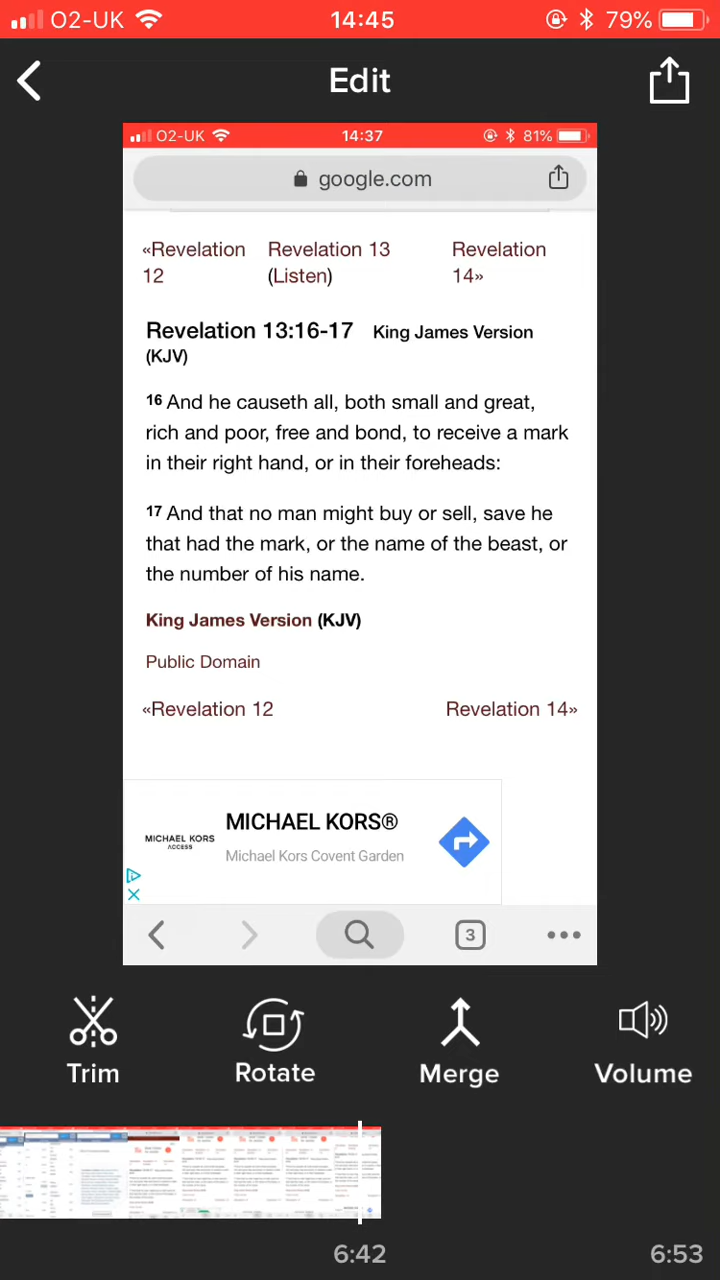 O2-UK 14:45 79%
Edit
O2-UK 14:37 81%
google.com
«Revelation 12 Revelation 13 (Listen) Revelation 14»
Revelation 13:16-17 King James Version
(KJV)
16 And he causeth all, both small and great,
rich and poor, free and bond, to receive a mark
in their right hand, or in their foreheads:
17 And that no man might buy or sell, save he
that had the mark, or the name of the beast, or
the number of his name.
King James Version (KJV)
Public Domain
«Revelation 12 Revelation 14»
MICHAEL KORS®
MICHAEL KORS
ACCESS
Michael Kors Covent Garden
3
Trim Rotate Merge Volume
6:42 6:53